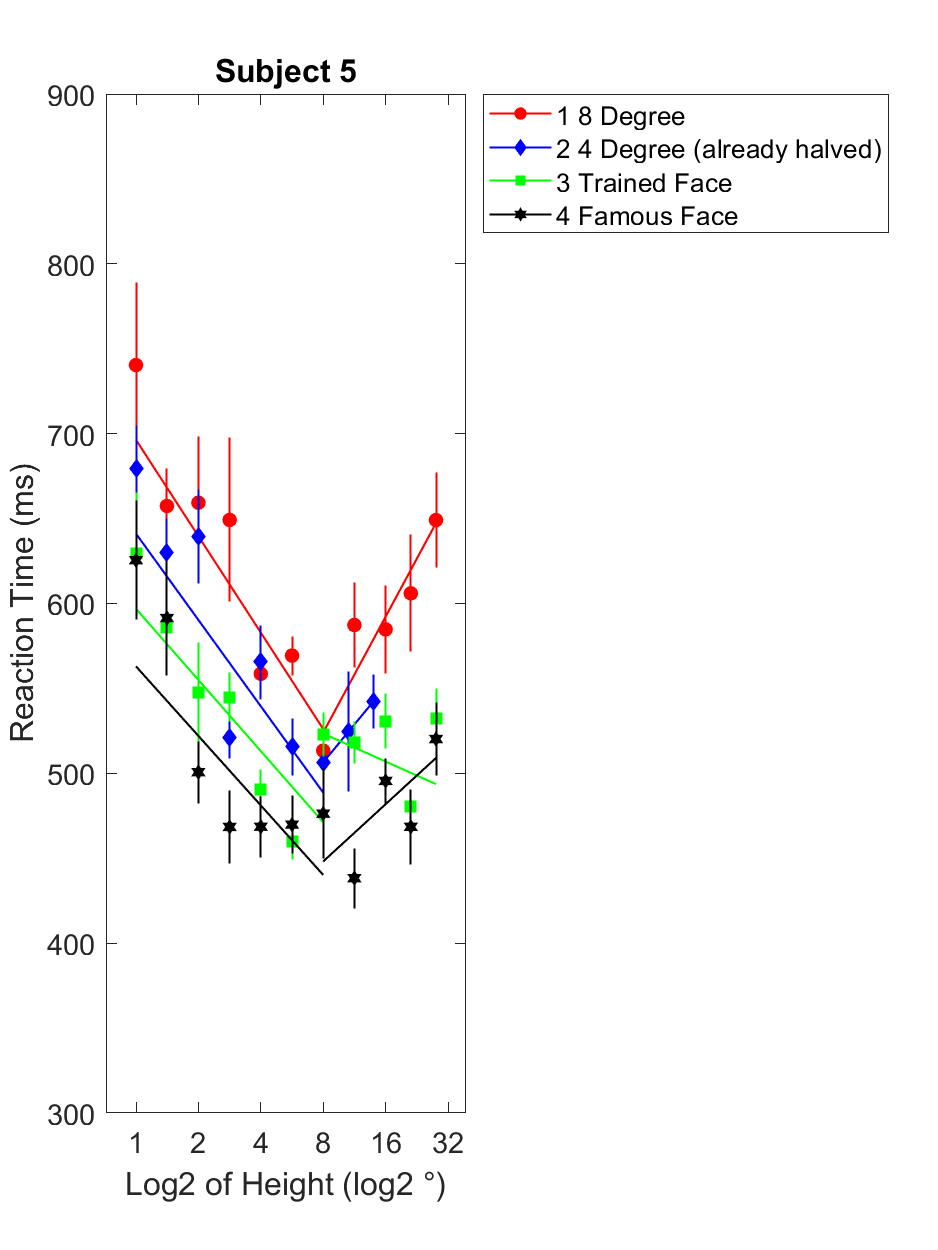 Subject 5
900
800
700
600
500
400
300
1 2 4 8 16 32
Reaction Time (ms)
Log2 of Height (log2 °)
1 8 Degree
2 4 Degree (already halved)
3 Trained Face
4 Famous Face